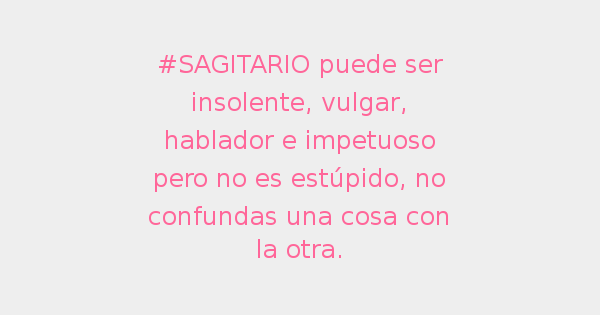 #SAGITARIO puede ser
insolente, vulgar,
hablador e impetuoso
pero no es estúpido, no
confundas una cosa con
la otra.